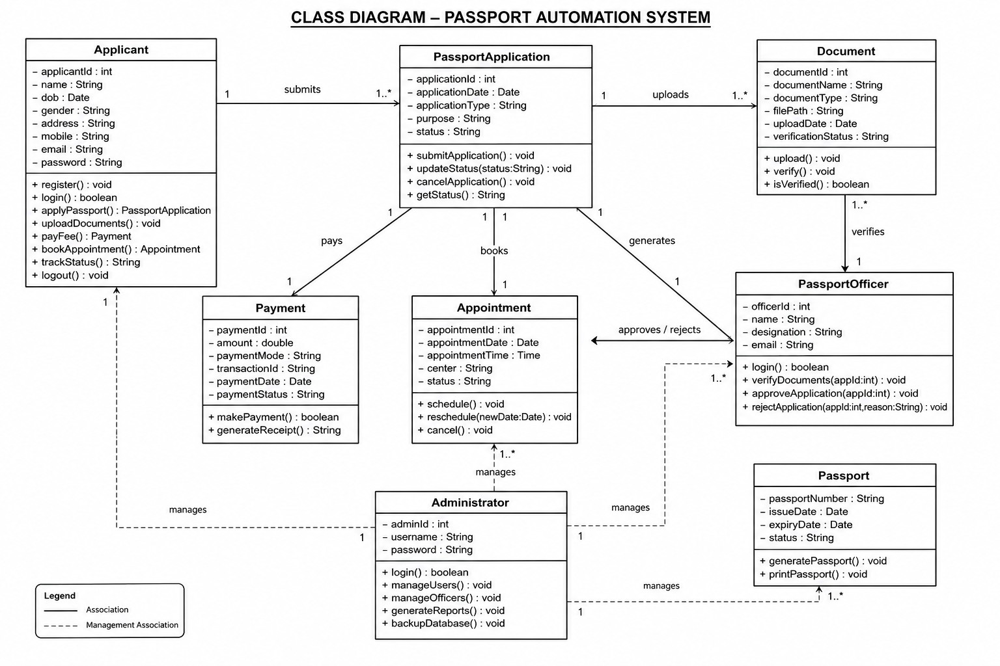 CLASS DIAGRAM – PASSPORT AUTOMATION SYSTEM
Applicant
– applicantId : int
– name : String
– dob : Date
– gender : String
– address : String
– mobile : String
– email : String
– password : String
+ register() : void
+ login() : boolean
+ applyPassport() : PassportApplication
+ uploadDocuments() : void
+ payFee() : Payment
+ bookAppointment() : Appointment
+ trackStatus() : String
+ logout() : void
1
submits
1..*
PassportApplication
– applicationId : int
– applicationDate : Date
– applicationType : String
– purpose : String
– status : String
+ submitApplication() : void
+ updateStatus(status:String) : void
+ cancelApplication() : void
+ getStatus() : String
1
uploads
1..*
Document
– documentId : int
– documentName : String
– documentType : String
– filePath : String
– uploadDate : Date
– verificationStatus : String
+ upload() : void
+ verify() : void
+ isVerified() : boolean
1
pays
1
1
1
books
1
1
generates
1
1..*
verifies
1
Payment
– paymentId : int
– amount : double
– paymentMode : String
– transactionId : String
– paymentDate : Date
– paymentStatus : String
+ makePayment() : boolean
+ generateReceipt() : String
Appointment
– appointmentId : int
– appointmentDate : Date
– appointmentTime : Time
– center : String
– status : String
+ schedule() : void
+ reschedule(newDate:Date) : void
+ cancel() : void
approves / rejects
PassportOfficer
– officerId : int
– name : String
– designation : String
– email : String
+ login() : boolean
+ verifyDocuments(appId:int) : void
+ approveApplication(appId:int) : void
+ rejectApplication(appId:int,reason:String) : void
1
manages
1
1..*
manages
1..*
manages
1
Administrator
– adminId : int
– username : String
– password : String
+ login() : boolean
+ manageUsers() : void
+ manageOfficers() : void
+ generateReports() : void
+ backupDatabase() : void
manages
1
1..*
Passport
– passportNumber : String
– issueDate : Date
– expiryDate : Date
– status : String
+ generatePassport() : void
+ printPassport() : void
Legend
Association
Management Association